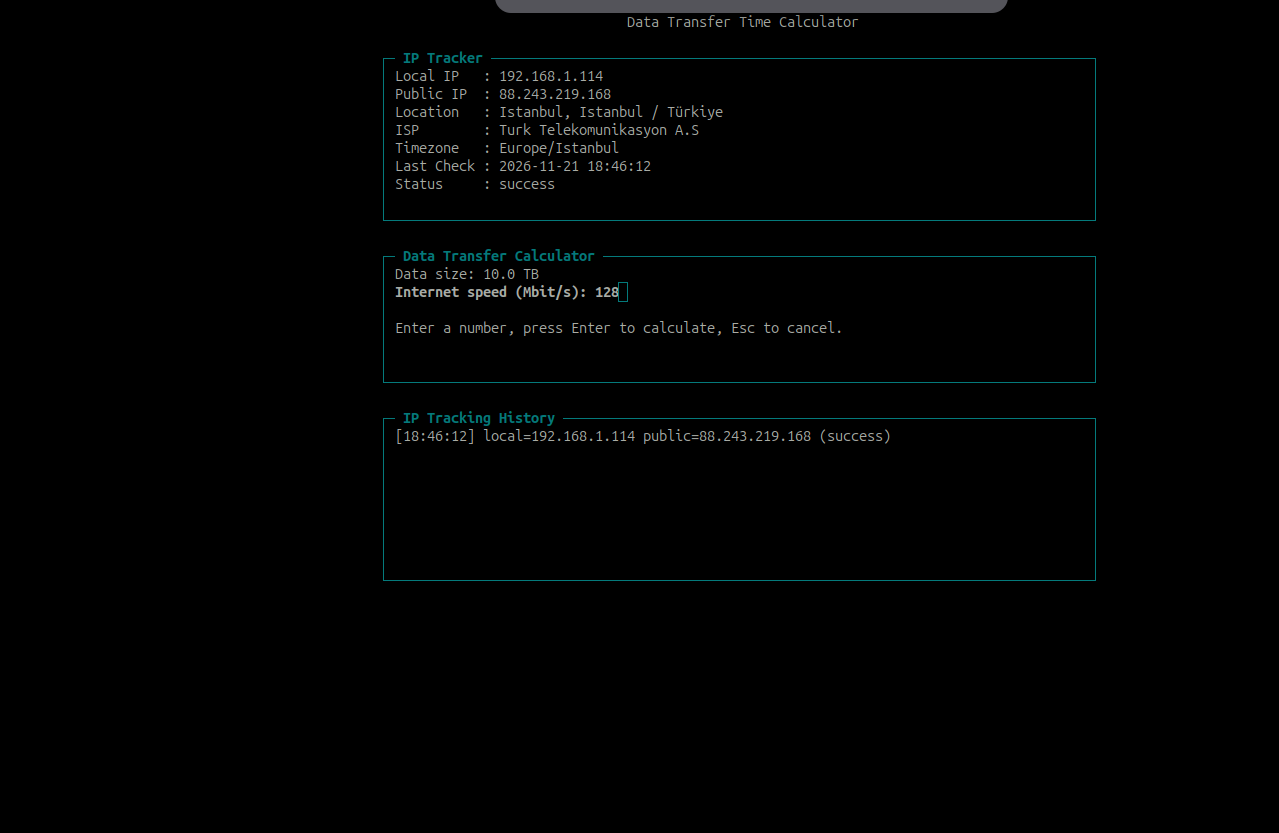 Data Transfer Time Calculator
IP Tracker
Local IP   : 192.168.1.114
Public IP  : 88.243.219.168
Location   : Istanbul, Istanbul / Türkiye
ISP        : Turk Telekomunikasyon A.S
Timezone   : Europe/Istanbul
Last Check : 2026-11-21 18:46:12
Status     : success
Data Transfer Calculator
Data size: 10.0 TB
Internet speed (Mbit/s): 128
Enter a number, press Enter to calculate, Esc to cancel.
IP Tracking History
[18:46:12] local=192.168.1.114 public=88.243.219.168 (success)